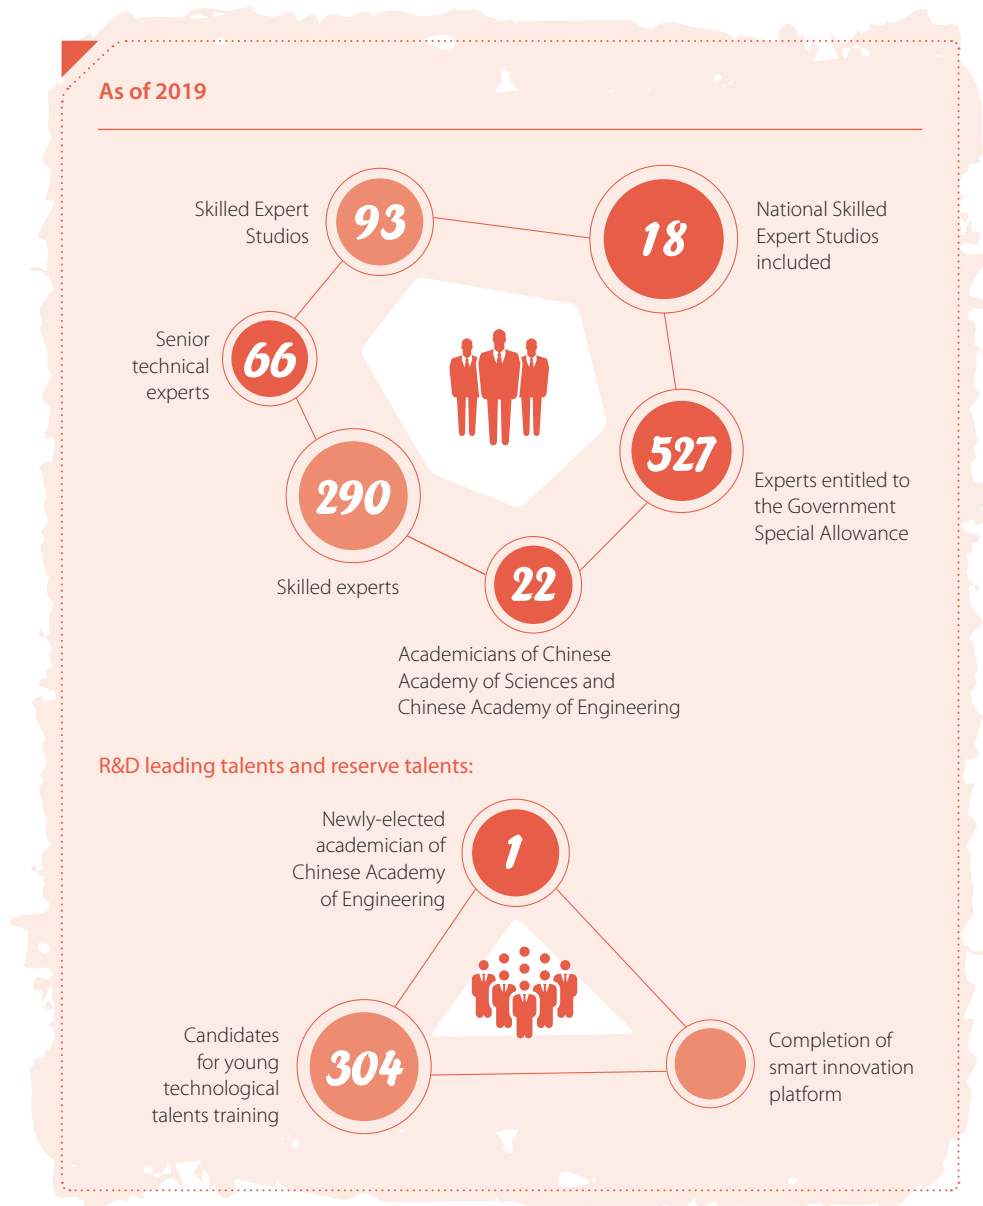 As of 2019
Skilled Expert
Studios
93
18
National Skilled
Expert Studios
included
Senior
technical
experts
66
527
Experts entitled to
the Government
Special Allowance
290
Skilled experts
22
Academicians of Chinese
Academy of Sciences and
Chinese Academy of Engineering
R&D leading talents and reserve talents:
Newly-elected
academician of
Chinese Academy
of Engineering
1
Candidates
for young
technological
talents training
304
Completion of
smart innovation
platform